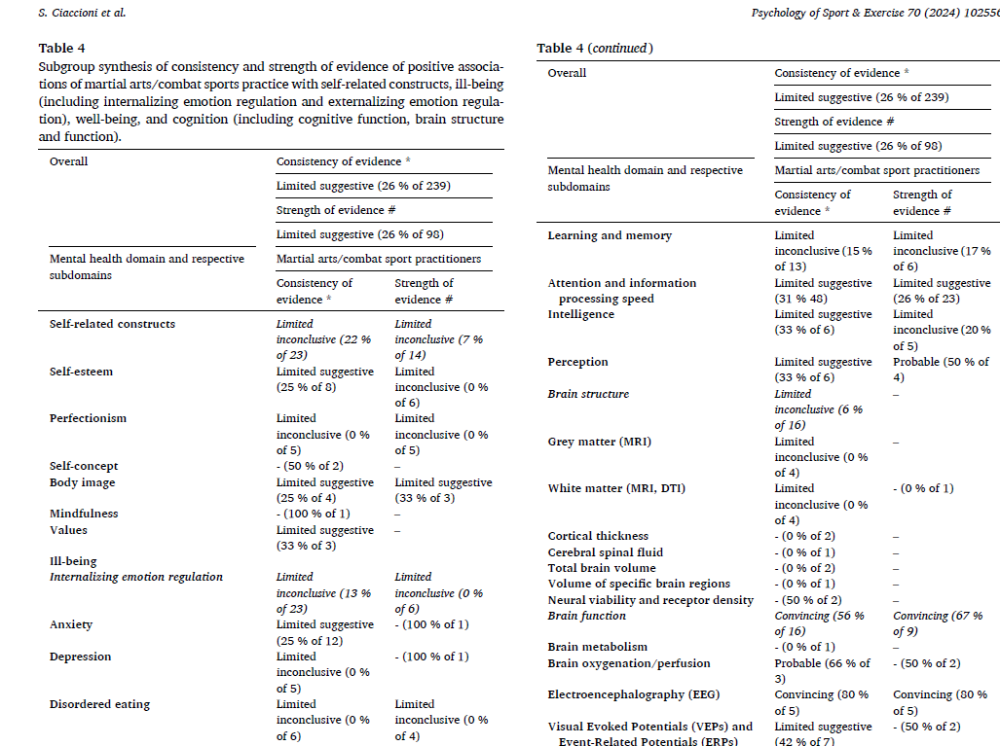 S. Ciaccioni et al.
Psychology of Sport & Exercise 70 (2024) 102556
Table 4
Subgroup synthesis of consistency and strength of evidence of positive associa-
tions of martial arts/combat sports practice with self-related constructs, ill-being
(including internalizing emotion regulation and externalizing emotion regula-
tion), well-being, and cognition (including cognitive function, brain structure
and function).
Overall
Consistency of evidence *
Limited suggestive (26 % of 239)
Strength of evidence #
Limited suggestive (26 % of 98)
Mental health domain and respective
subdomains
Martial arts/combat sport practitioners
Consistency of
evidence *
Strength of
evidence #
Self-related constructs
Limited
inconclusive (22 %
of 23)
Limited
inconclusive (7 %
of 14)
Self-esteem
Limited suggestive
(25 % of 8)
Limited
inconclusive (0 %
of 6)
Perfectionism
Limited
inconclusive (0 %
of 5)
Limited
inconclusive (0 %
of 5)
Self-concept
- (50 % of 2)
–
Body image
Limited suggestive
(25 % of 4)
Limited suggestive
(33 % of 3)
Mindfulness
- (100 % of 1)
–
Values
Limited suggestive
(33 % of 3)
–
Ill-being
Internalizing emotion regulation
Limited
inconclusive (13 %
of 23)
Limited
inconclusive (0 %
of 6)
Anxiety
Limited suggestive
(25 % of 12)
- (100 % of 1)
Depression
Limited
inconclusive (0 %
of 5)
- (100 % of 1)
Disordered eating
Limited
inconclusive (0 %
of 6)
Limited
inconclusive (0 %
of 4)
Table 4 (continued)
Overall
Consistency of evidence *
Limited suggestive (26 % of 239)
Strength of evidence #
Limited suggestive (26 % of 98)
Mental health domain and respective
subdomains
Martial arts/combat sport practitioners
Consistency of
evidence *
Strength of
evidence #
Learning and memory
Limited
inconclusive (15 %
of 13)
Limited
inconclusive (17 %
of 6)
Attention and information
processing speed
Limited suggestive
(31 % 48)
Limited suggestive
(26 % of 23)
Intelligence
Limited suggestive
(33 % of 6)
Limited
inconclusive (20 %
of 5)
Perception
Limited suggestive
(33 % of 6)
Probable (50 % of
4)
Brain structure
Limited
inconclusive (6 %
of 16)
–
Grey matter (MRI)
Limited
inconclusive (0 %
of 4)
–
White matter (MRI, DTI)
Limited
inconclusive (0 %
of 4)
- (0 % of 1)
Cortical thickness
- (0 % of 2)
–
Cerebral spinal fluid
- (0 % of 1)
–
Total brain volume
- (0 % of 2)
–
Volume of specific brain regions
- (0 % of 1)
–
Neural viability and receptor density
- (50 % of 2)
–
Brain function
Convincing (56 %
of 16)
Convincing (67 %
of 9)
Brain metabolism
- (0 % of 1)
–
Brain oxygenation/perfusion
Probable (66 % of
3)
- (50 % of 2)
Electroencephalography (EEG)
Convincing (80 %
of 5)
Convincing (80 %
of 5)
Visual Evoked Potentials (VEPs) and
Event-Related Potentials (ERPs)
Limited suggestive
(42 % of 7)
- (50 % of 2)